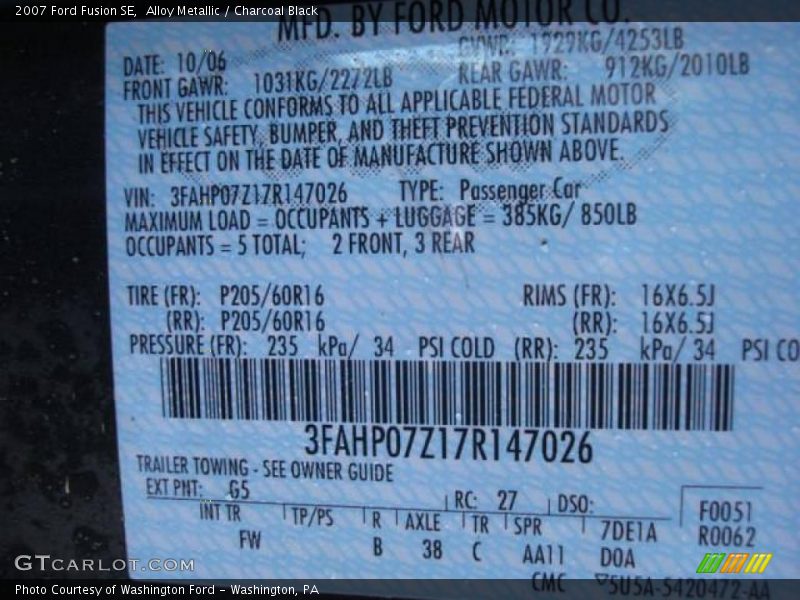 2007 Ford Fusion SE, Alloy Metallic / Charcoal Black
MFD. BY FORD MOTOR CO.
DATE: 10/06 GVWR: 1929KG/4253LB
FRONT GAWR: 1031KG/2272LB REAR GAWR: 912KG/2010LB
THIS VEHICLE CONFORMS TO ALL APPLICABLE FEDERAL MOTOR
VEHICLE SAFETY, BUMPER, AND THEFT PREVENTION STANDARDS
IN EFFECT ON THE DATE OF MANUFACTURE SHOWN ABOVE.
VIN: 3FAHP07Z17R147026 TYPE: Passenger Car
MAXIMUM LOAD = OCCUPANTS + LUGGAGE = 385KG/ 850LB
OCCUPANTS = 5 TOTAL; 2 FRONT, 3 REAR
TIRE (FR): P205/60R16 RIMS (FR): 16X6.5J
(RR): P205/60R16 (RR): 16X6.5J
PRESSURE (FR): 235 kPa/ 34 PSI COLD (RR): 235 kPa/ 34 PSI CO
3FAHP07Z17R147026
TRAILER TOWING - SEE OWNER GUIDE
EXT PNT: G5 RC: 27 DSO: F0051
INT TR TP/PS R AXLE TR SPR 7DE1A R0062
FW B 38 C AA11 D0A
CMC 5U5A-5420472-AA
GTCARLOT.COM
Photo Courtesy of Washington Ford - Washington, PA